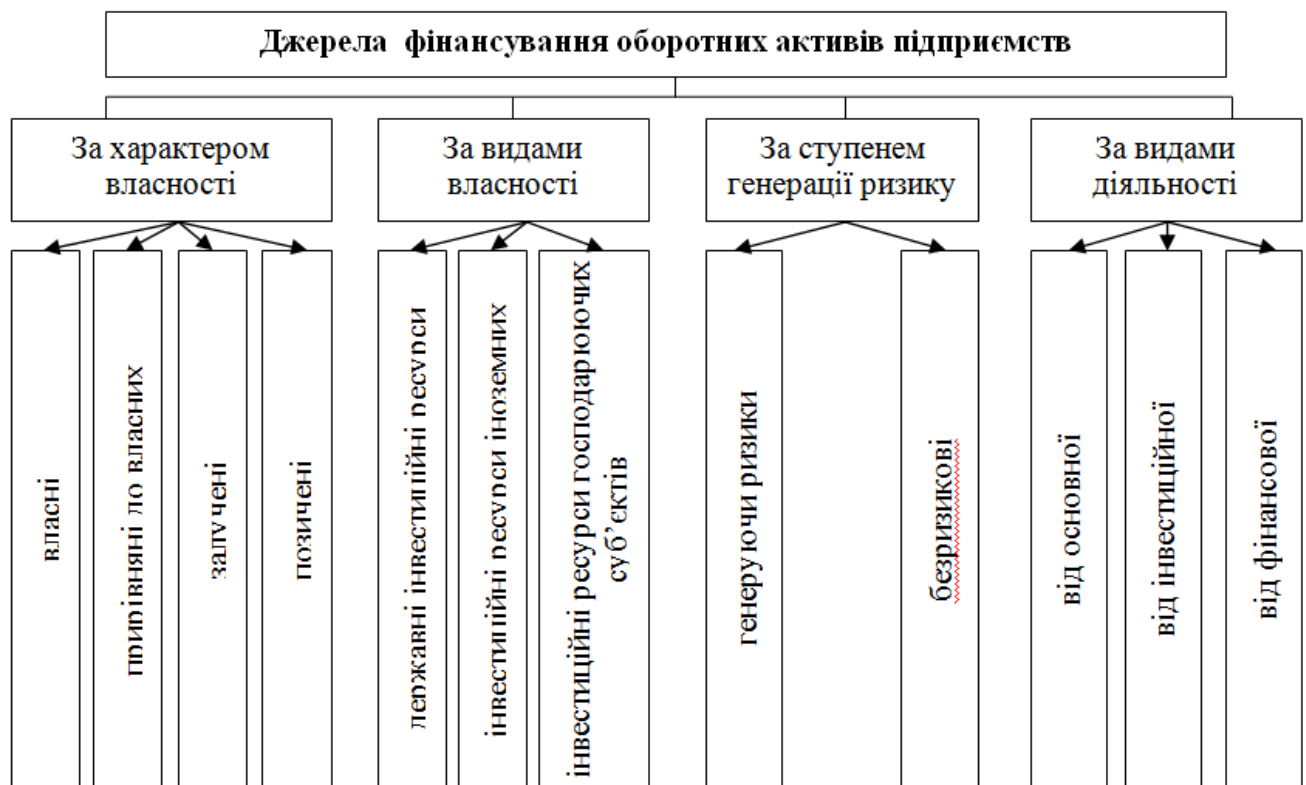 Джерела фінансування оборотних активів підприємств
За характером
власності
За видами
власності
За ступенем
генерації ризику
За видами
діяльності
власні
прирівняні до власних
залучені
позичені
державні інвестиційні ресурси
інвестиційні ресурси іноземних
інвестиційні ресурси господарюючих
суб’єктів
генеруючи ризики
безризикові
від основної
від інвестиційної
від фінансової